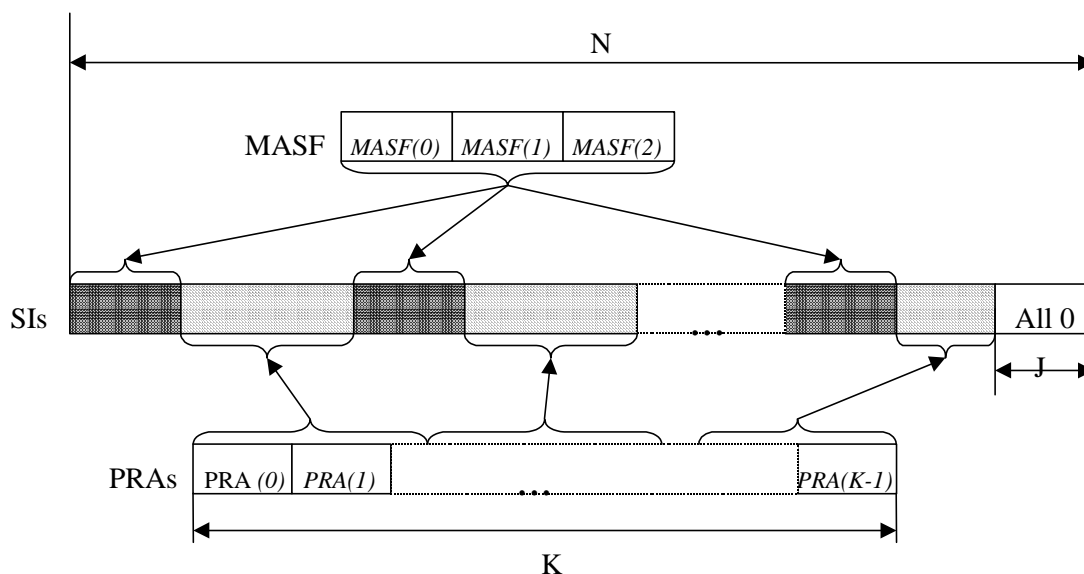 N
MASF
MASF(0) MASF(1) MASF(2)
SIs
...
All 0
J
PRAs
PRA (0) PRA(1) ... PRA(K-1)
K